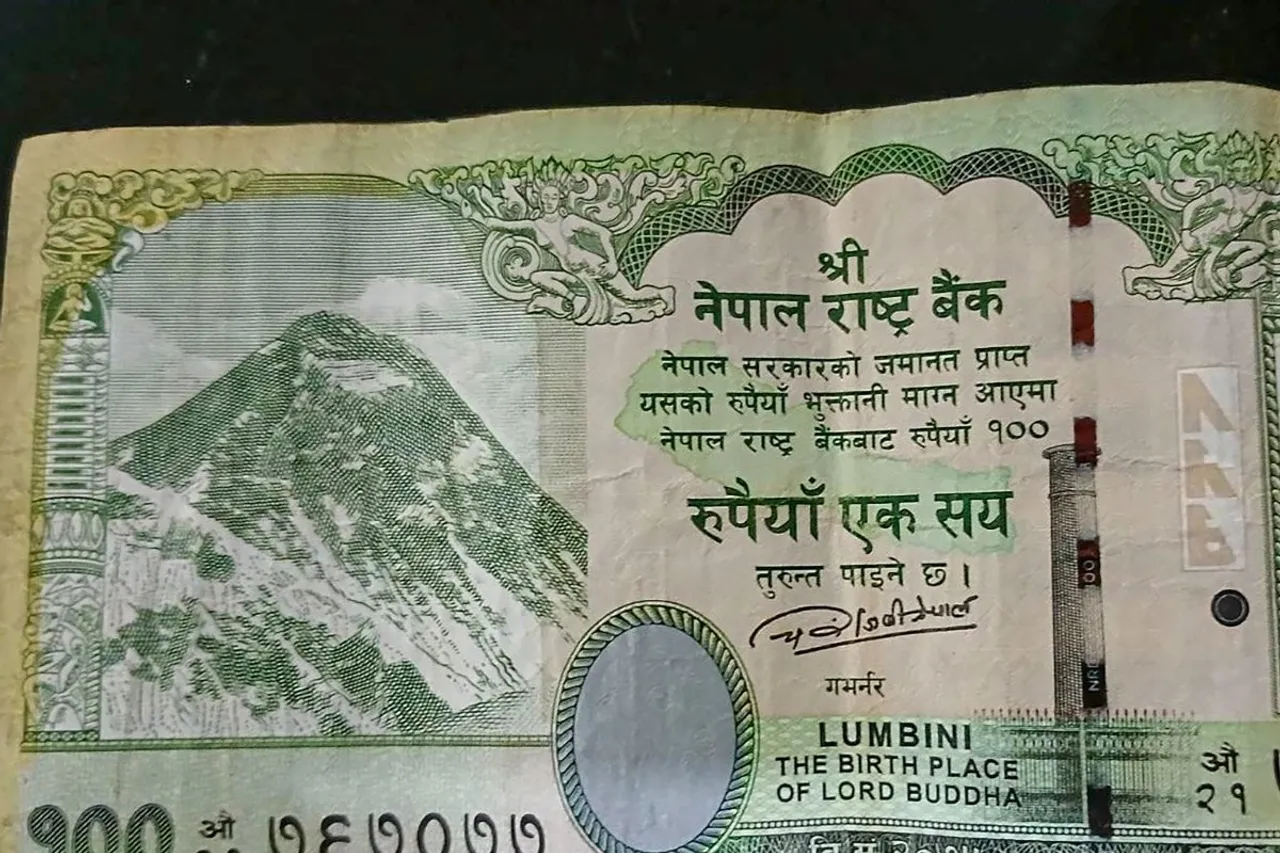 श्री
नेपाल राष्ट्र बैंक
नेपाल सरकारको जमानत प्राप्त
यसको रुपैयाँ भुक्तानी माग्न आएमा
नेपाल राष्ट्र बैंकबाट रुपैयाँ १००
रुपैयाँ एक सय
तुरुन्त पाइने छ ।
गभर्नर
NRB
LUMBINI
THE BIRTH PLACE
OF LORD BUDDHA
औ
२१
१०० औ ७६७०७७